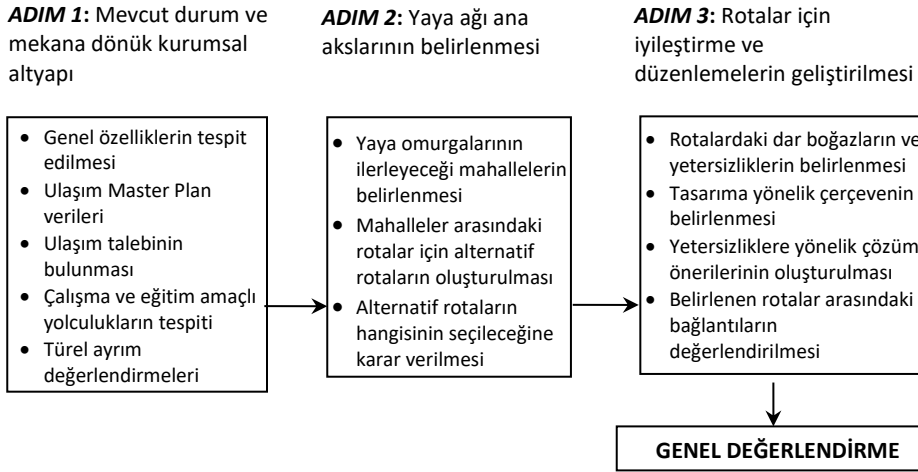 ADIM 1: Mevcut durum ve
mekana dönük kurumsal
altyapı
• Genel özelliklerin tespit
edilmesi
• Ulaşım Master Plan
verileri
• Ulaşım talebinin
bulunması
• Çalışma ve eğitim amaçlı
yolculukların tespiti
• Türel ayrım
değerlendirmeleri
ADIM 2: Yaya ağı ana
akslarının belirlenmesi
• Yaya omurgalarının
ilerleyeceği mahallelerin
belirlenmesi
• Mahalleler arasındaki
rotalar için alternatif
rotaların oluşturulması
• Alternatif rotaların
hangisinin seçileceğine
karar verilmesi
ADIM 3: Rotalar için
iyileştirme ve
düzenlemelerin geliştirilmesi
• Rotalardaki dar boğazların ve
yetersizliklerin belirlenmesi
• Tasarıma yönelik çerçevenin
belirlenmesi
• Yetersizliklere yönelik çözüm
önerilerinin oluşturulması
• Belirlenen rotalar arasındaki
bağlantıların
değerlendirilmesi
GENEL DEĞERLENDİRME